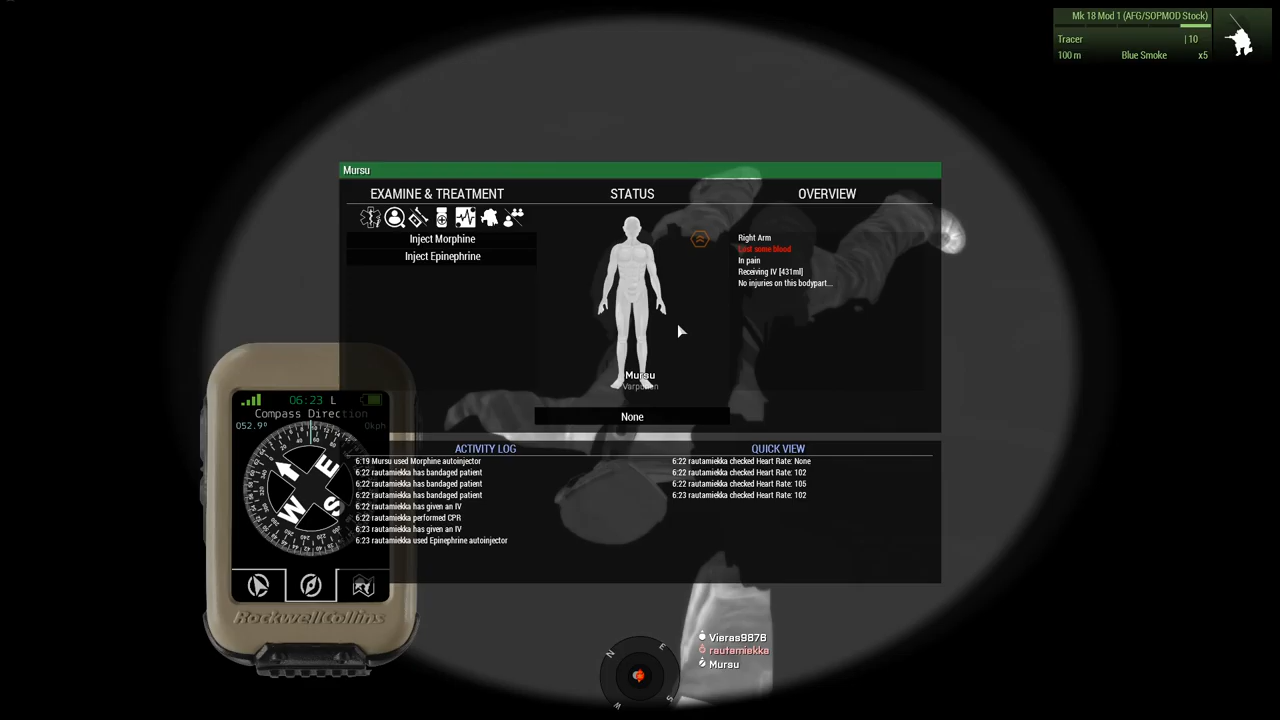 Mk 18 Mod 1 (AFG/SOPMOD Stock)
Tracer | 10
100 m Blue Smoke x5
Mursu
EXAMINE & TREATMENT STATUS OVERVIEW
Inject Morphine
Inject Epinephrine
Right Arm
Lost some blood
In pain
Receiving IV [431ml]
No injuries on this bodypart...
Mursu
None
06:23 L
Compass Direction
052.9º 0kph
E
W
S
RockwellCollins
ACTIVITY LOG
6:19 Mursu used Morphine autoinjector
6:22 rautamiekka has bandaged patient
6:22 rautamiekka has bandaged patient
6:22 rautamiekka has bandaged patient
6:22 rautamiekka has given an IV
6:22 rautamiekka performed CPR
6:23 rautamiekka has given an IV
6:23 rautamiekka used Epinephrine autoinjector
QUICK VIEW
6:22 rautamiekka checked Heart Rate: None
6:22 rautamiekka checked Heart Rate: 102
6:22 rautamiekka checked Heart Rate: 105
6:23 rautamiekka checked Heart Rate: 102
N E
W S
Vieras9876
rautamiekka
Mursu